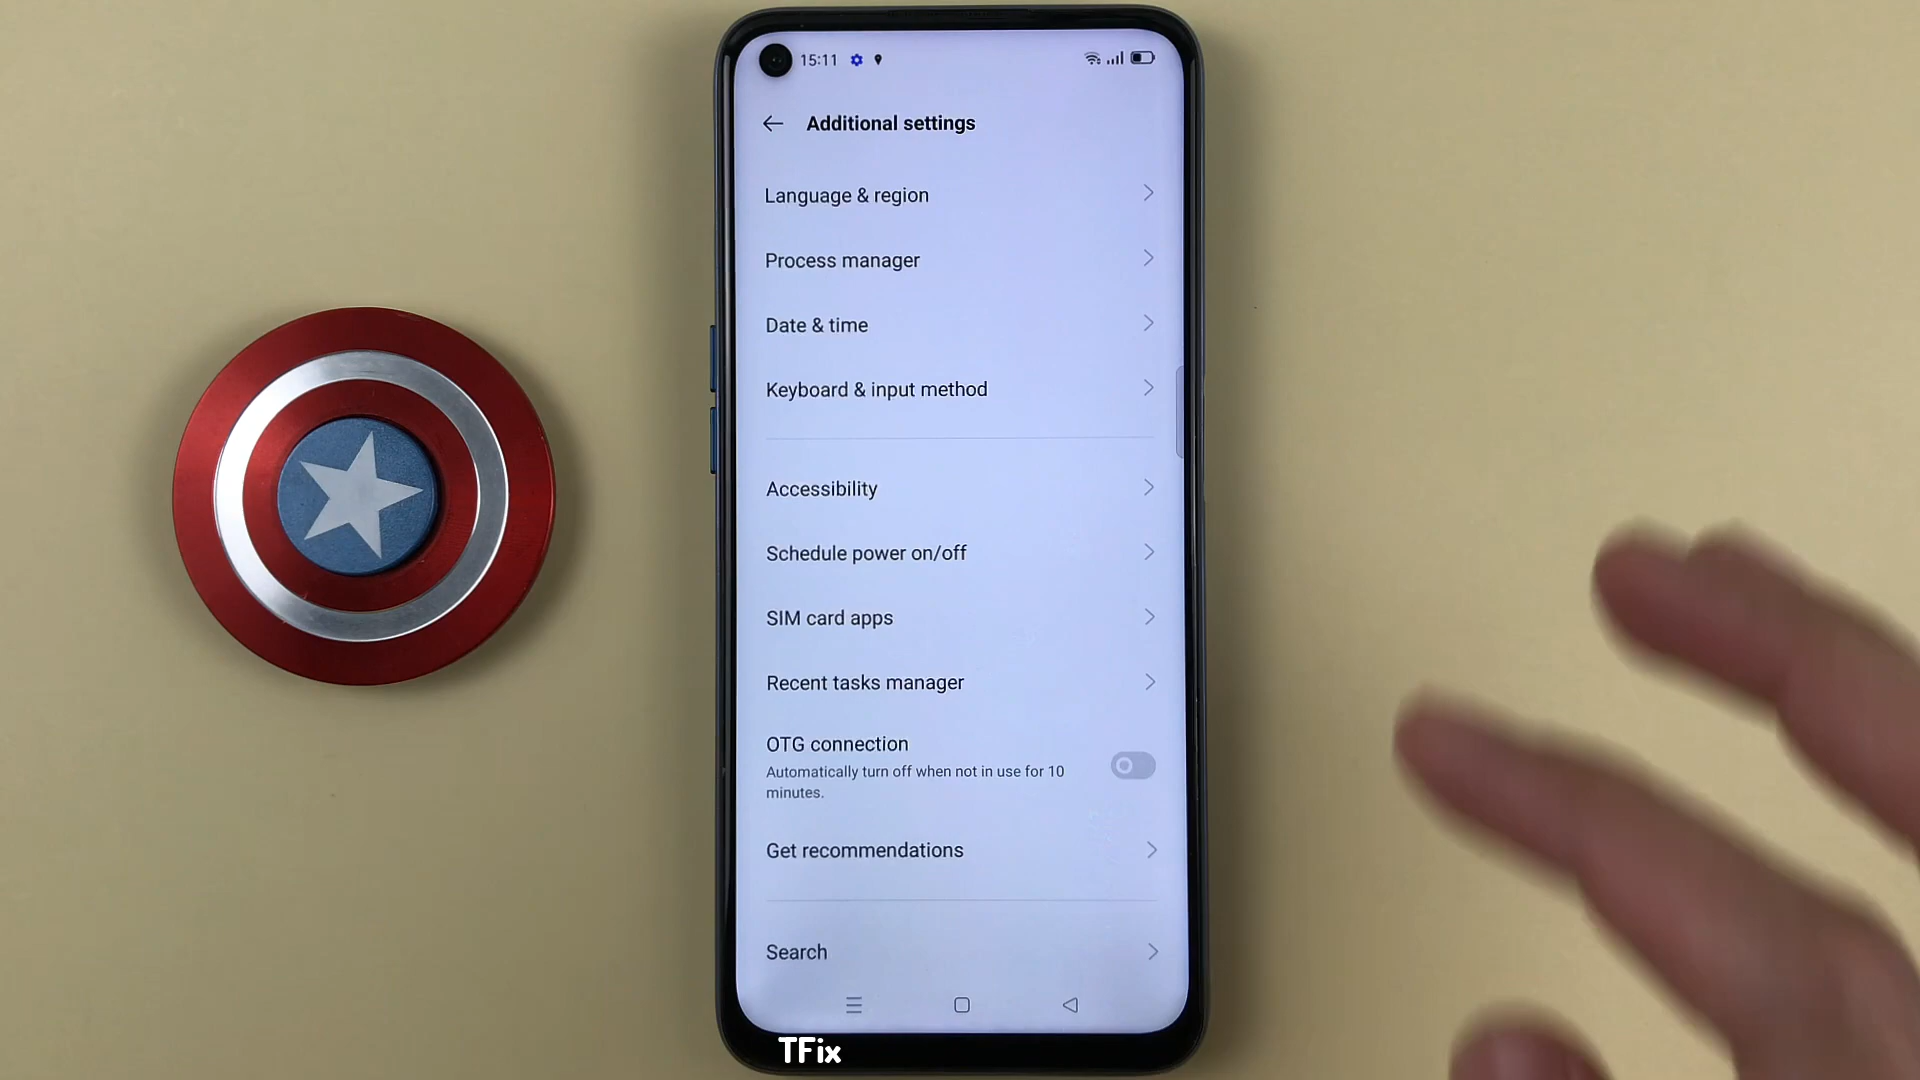 15:11
Additional settings
Language & region
Process manager
Date & time
Keyboard & input method
Accessibility
Schedule power on/off
SIM card apps
Recent tasks manager
OTG connection
Automatically turn off when not in use for 10
minutes.
Get recommendations
Search
TFix